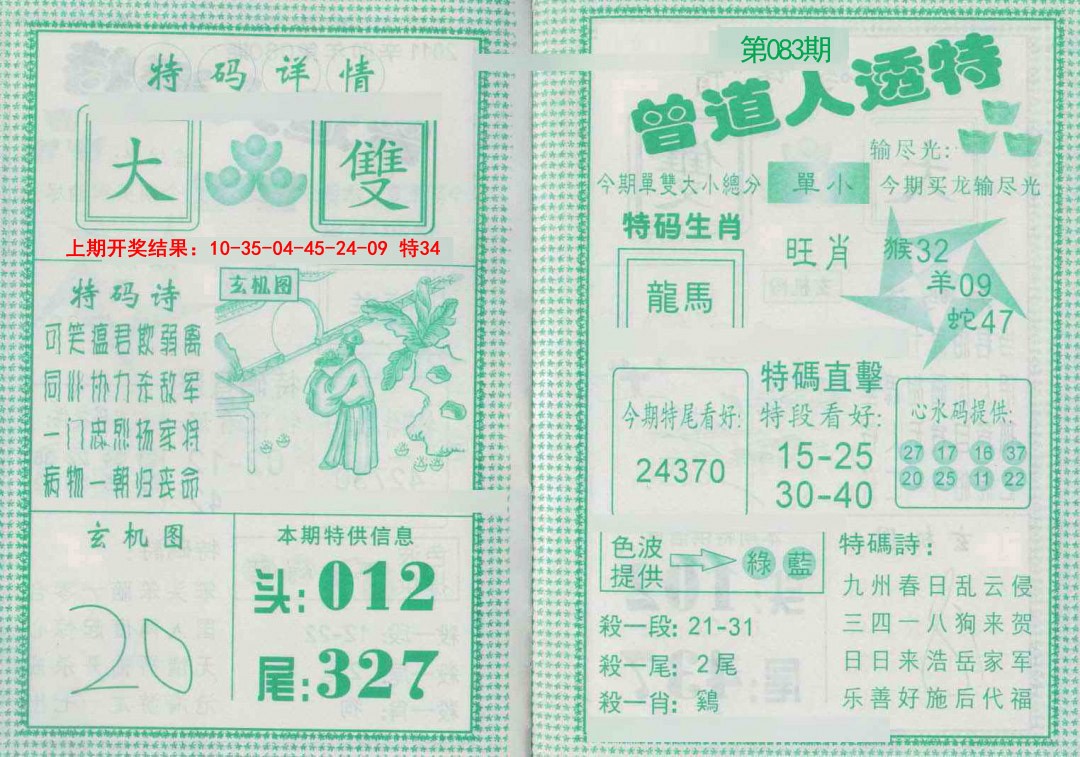 特码详情
大 雙
上期开奖结果：10-35-04-45-24-09 特34
特码诗
可笑瘟君欺弱离
同心协力杀敌军
一门忠烈扬家将
病物一朝归丧命
玄机图
玄机图
20
本期特供信息
头:012
尾:327
第083期
曾道人透特
今期單雙大小總分 單小
输尽光:
今期买龙输尽光
特码生肖
龍馬
旺肖
猴32
羊09
蛇47
今期特尾看好:
24370
特碼直擊
特段看好:
15-25
30-40
心水码提供:
27 17 16 37
20 25 11 22
色波提供 綠 藍
殺一段: 21-31
殺一尾: 2尾
殺一肖: 鷄
特碼詩:
九州春日乱云侵
三四一八狗来贺
日日来浩岳家军
乐善好施后代福